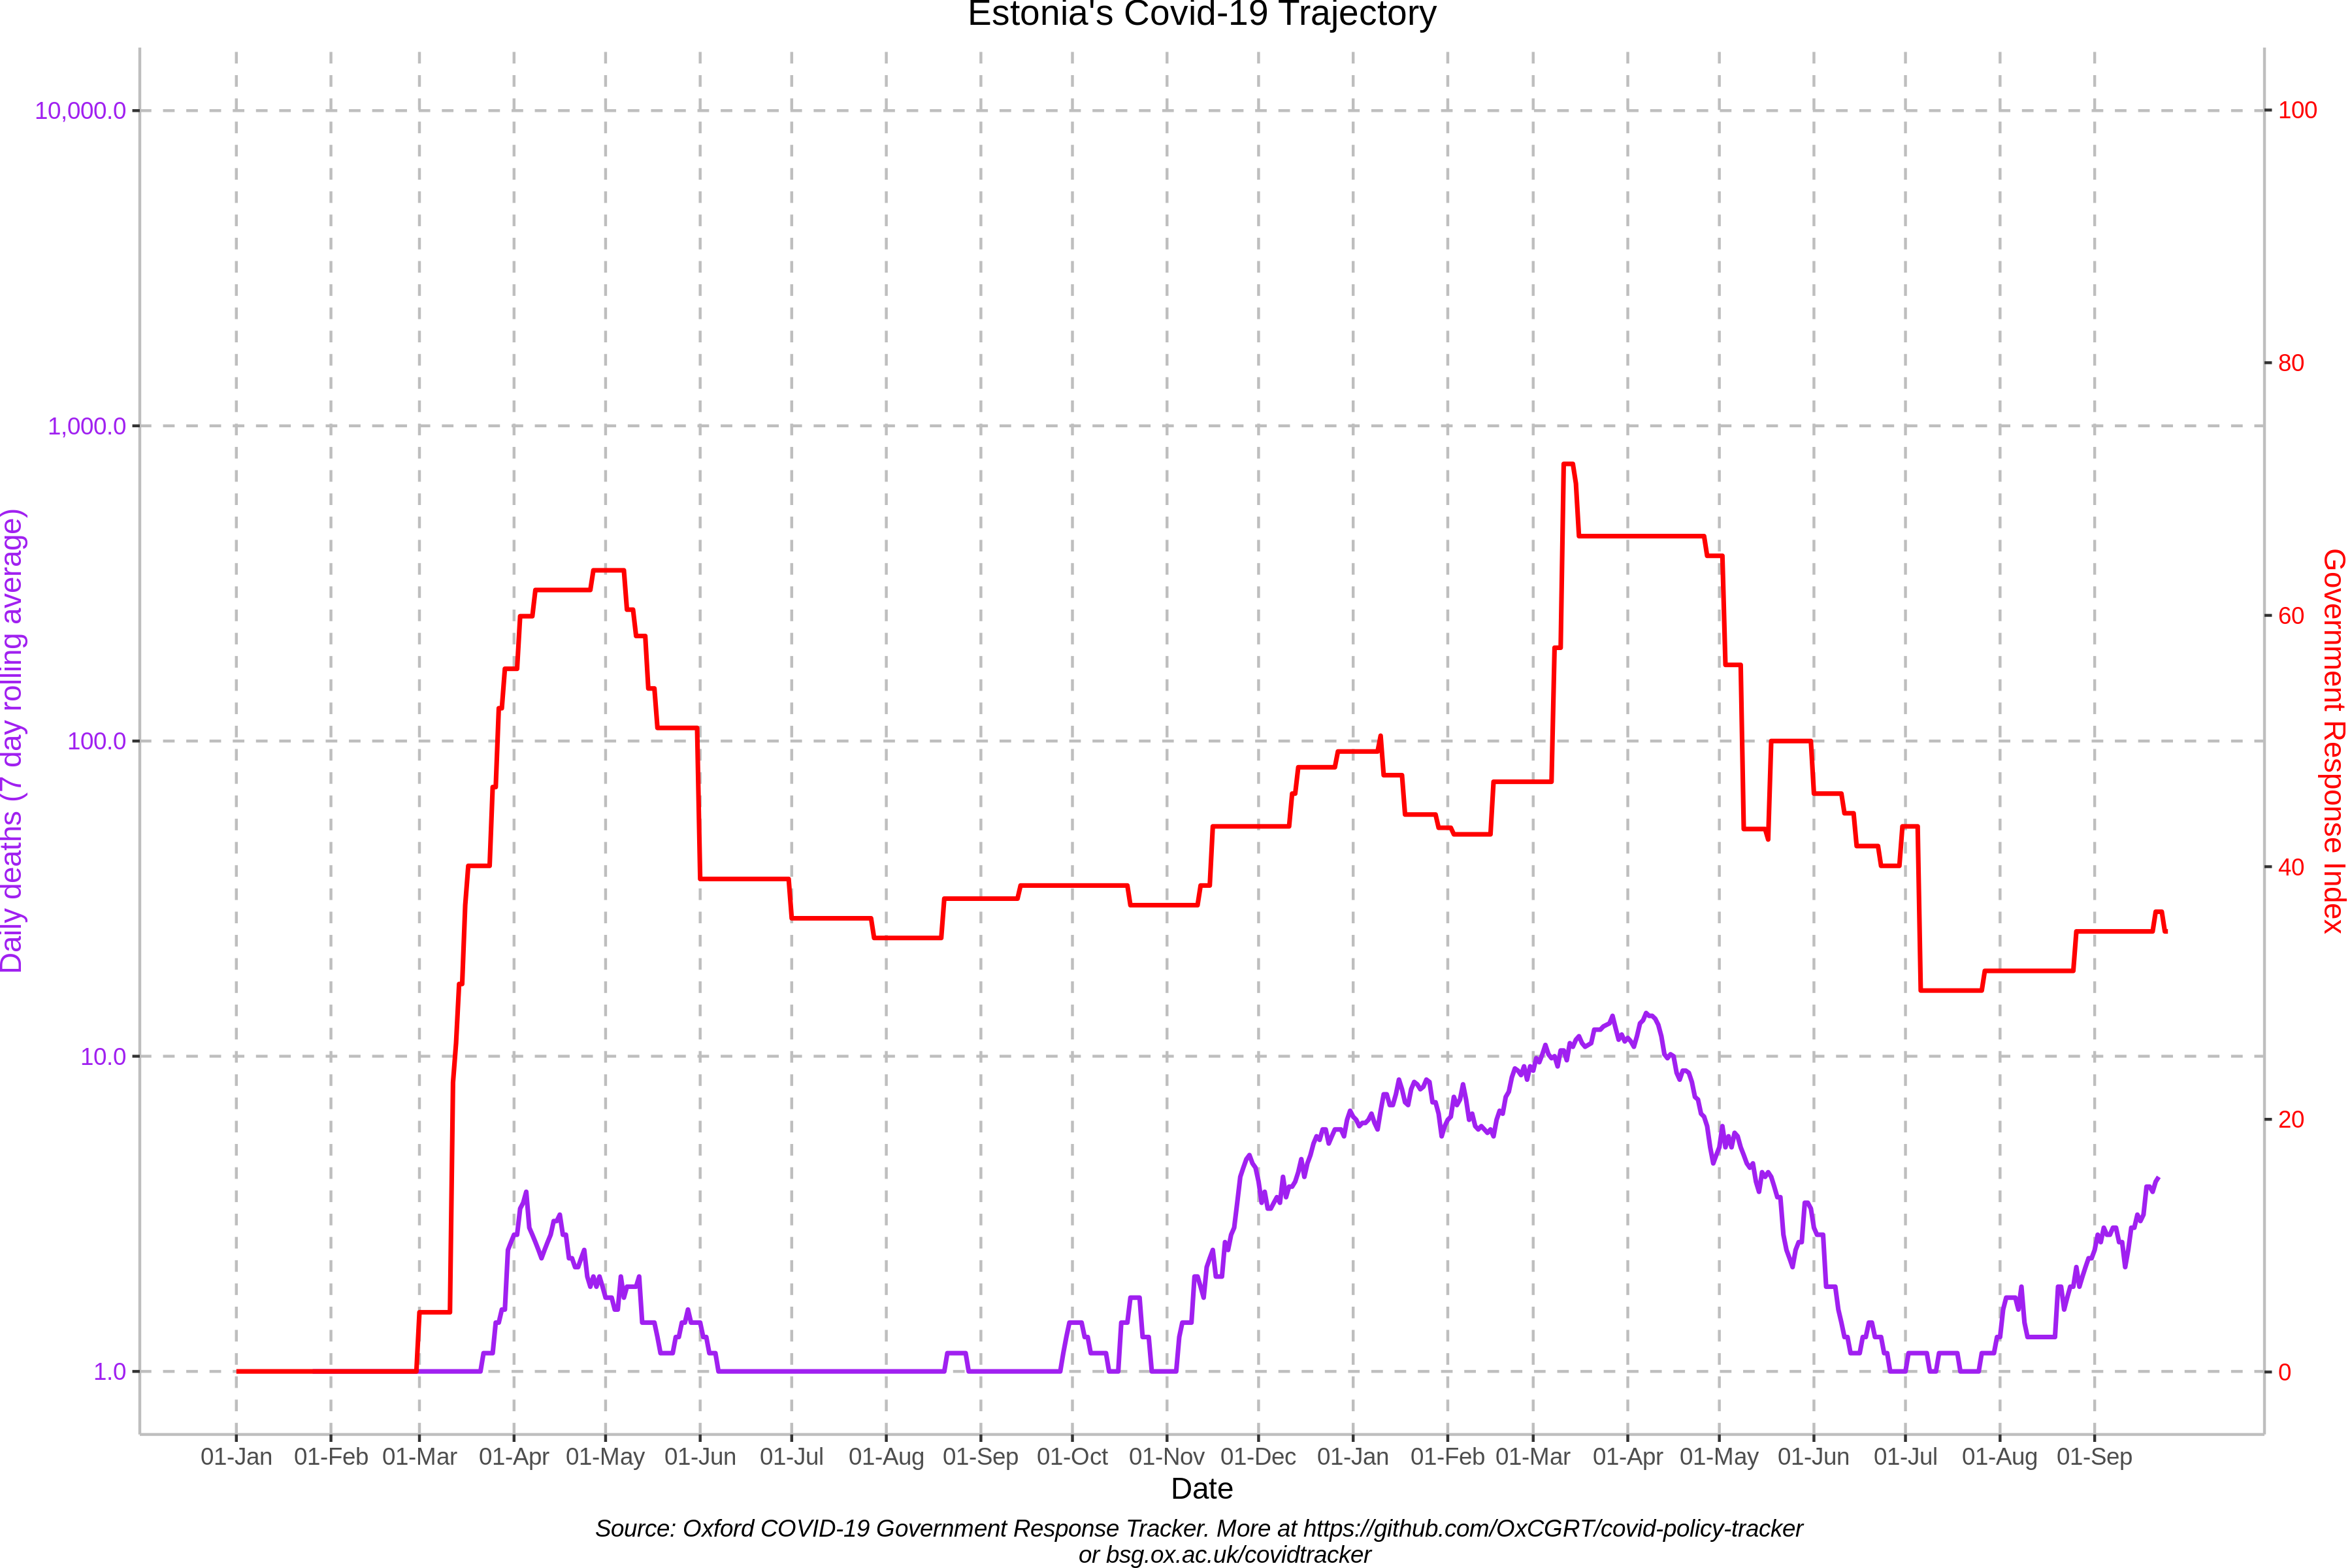 Estonia's Covid-19 Trajectory
Daily deaths (7 day rolling average)
10,000.0
1,000.0
100.0
10.0
1.0
100
80
60
40
20
0
Government Response Index
01-Jan 01-Feb 01-Mar 01-Apr 01-May 01-Jun 01-Jul 01-Aug 01-Sep 01-Oct 01-Nov 01-Dec 01-Jan 01-Feb 01-Mar 01-Apr 01-May 01-Jun 01-Jul 01-Aug 01-Sep
Date
Source: Oxford COVID-19 Government Response Tracker. More at https://github.com/OxCGRT/covid-policy-tracker
or bsg.ox.ac.uk/covidtracker